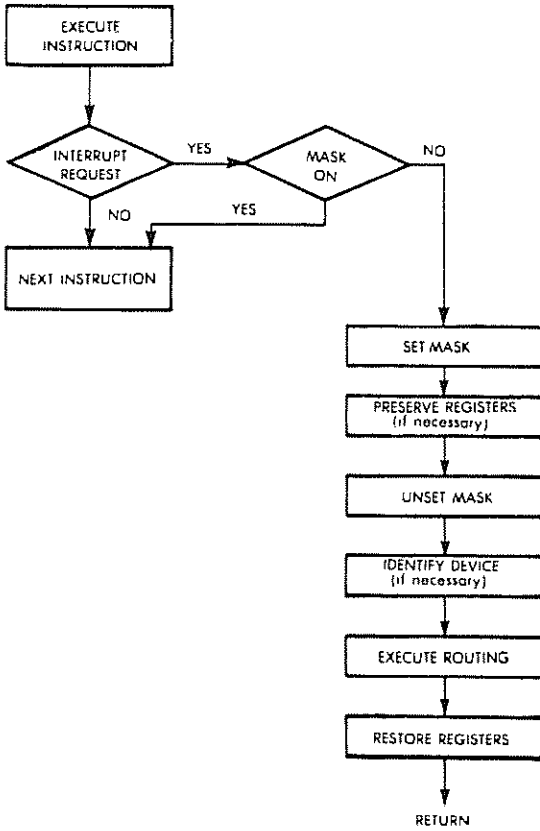 EXECUTE
INSTRUCTION
INTERRUPT
REQUEST
YES
MASK
ON
NO
NO
YES
NEXT INSTRUCTION
SET MASK
PRESERVE REGISTERS
(if necessary)
UNSET MASK
IDENTIFY DEVICE
(if necessary)
EXECUTE ROUTING
RESTORE REGISTERS
RETURN